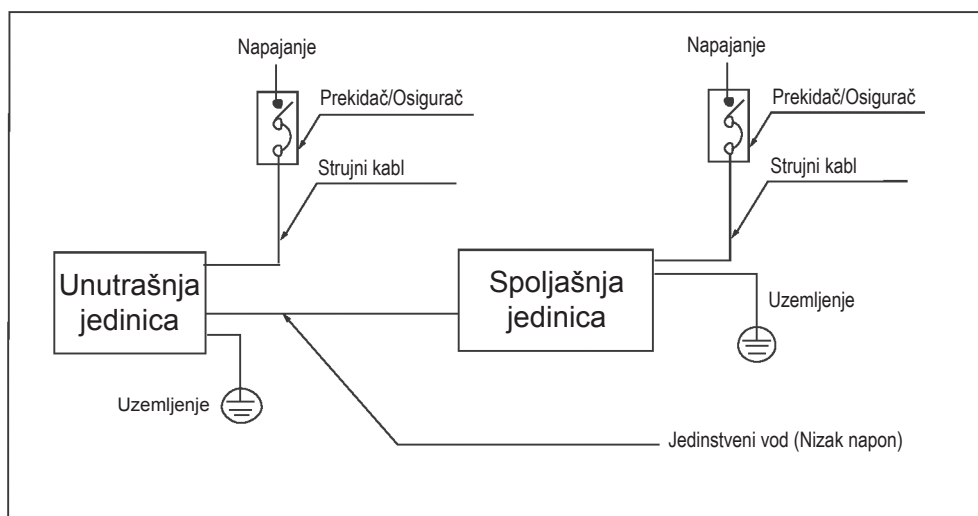 Napajanje
Napajanje
Prekidač/Osigurač
Prekidač/Osigurač
Strujni kabl
Strujni kabl
Unutrašnja
jedinica
Spoljašnja
jedinica
Uzemljenje
Uzemljenje
Jedinstveni vod (Nizak napon)